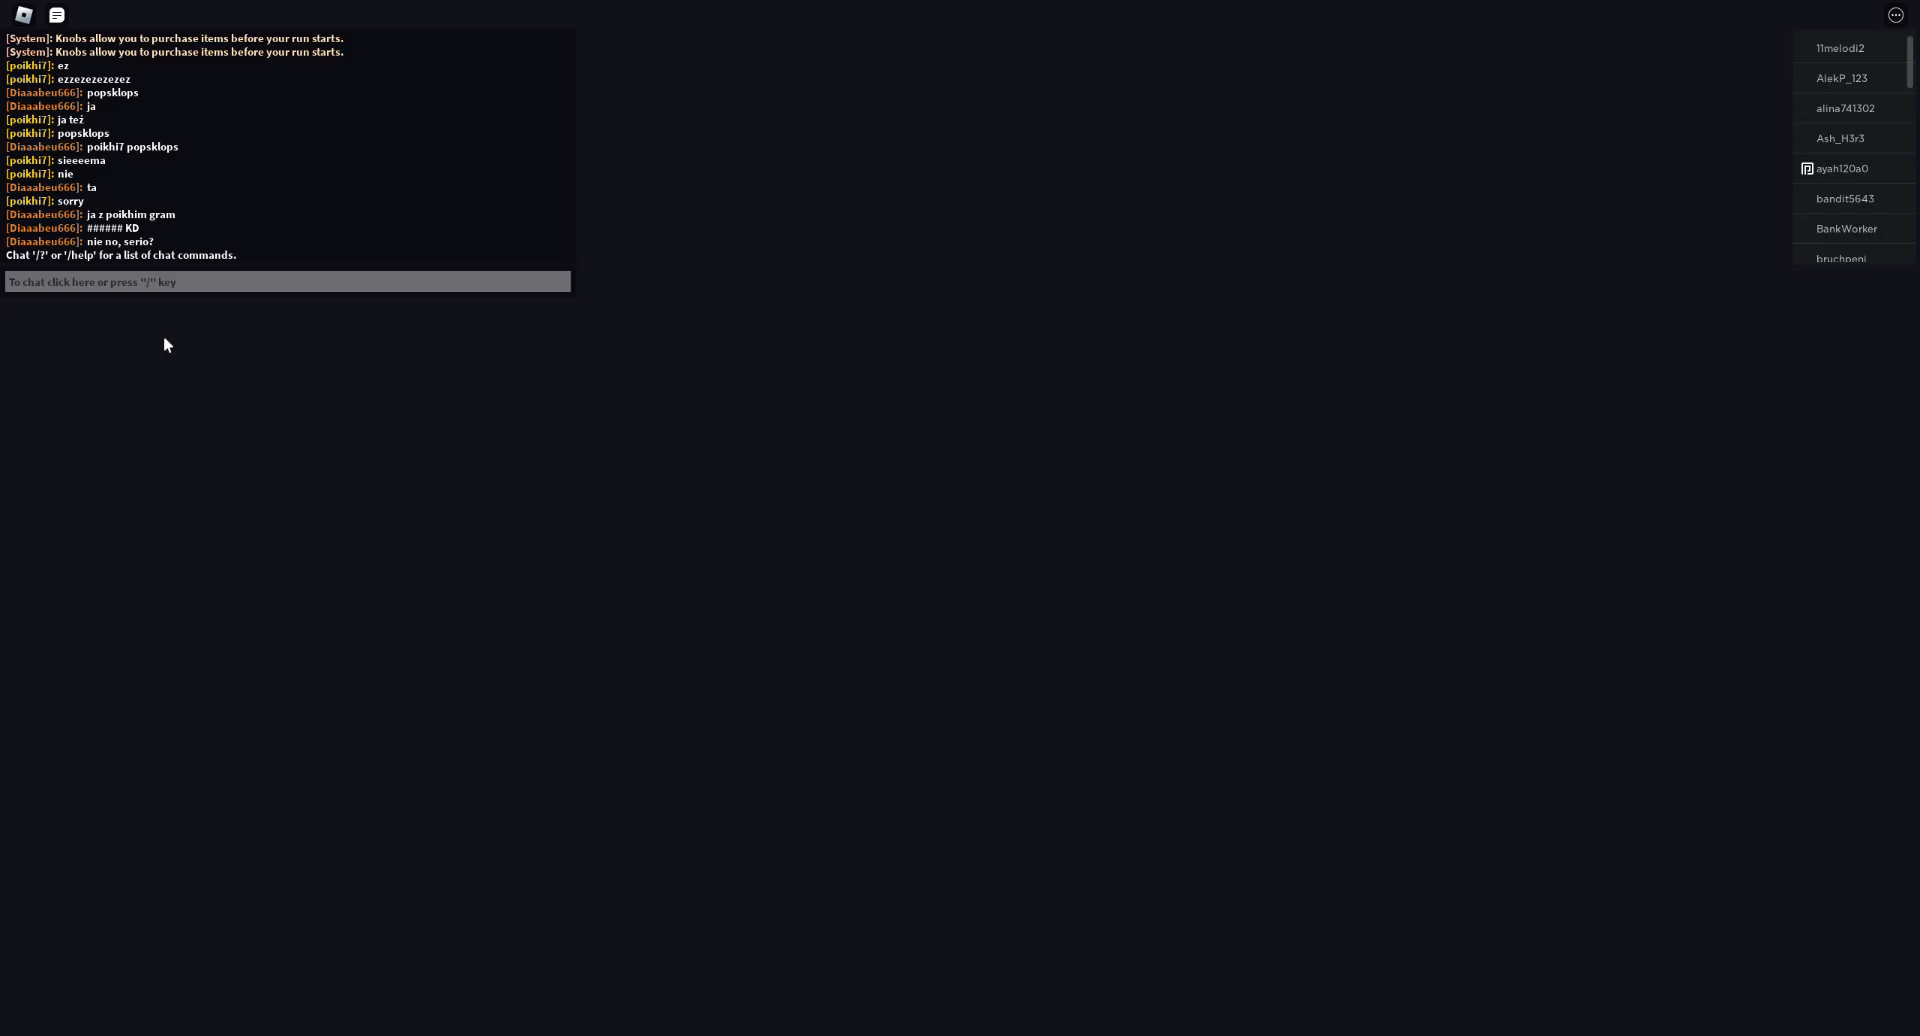 [System]: Knobs allow you to purchase items before your run starts.
[System]: Knobs allow you to purchase items before your run starts.
[poikhi7]: ez
[poikhi7]: ezzezezezezez
[Diaaabeu666]: popsklops
[Diaaabeu666]: ja
[poikhi7]: ja też
[poikhi7]: popsklops
[Diaaabeu666]: poikhi7 popsklops
[poikhi7]: sieeeema
[poikhi7]: nie
[Diaaabeu666]: ta
[poikhi7]: sorry
[Diaaabeu666]: ja z poikhim gram
[Diaaabeu666]: ###### KD
[Diaaabeu666]: nie no, serio?
Chat '/?' or '/help' for a list of chat commands.
To chat click here or press "/" key
11melodi2
AlekP_123
alina741302
Ash_H3r3
ayah120a0
bandit5643
BankWorker
bruchpeni